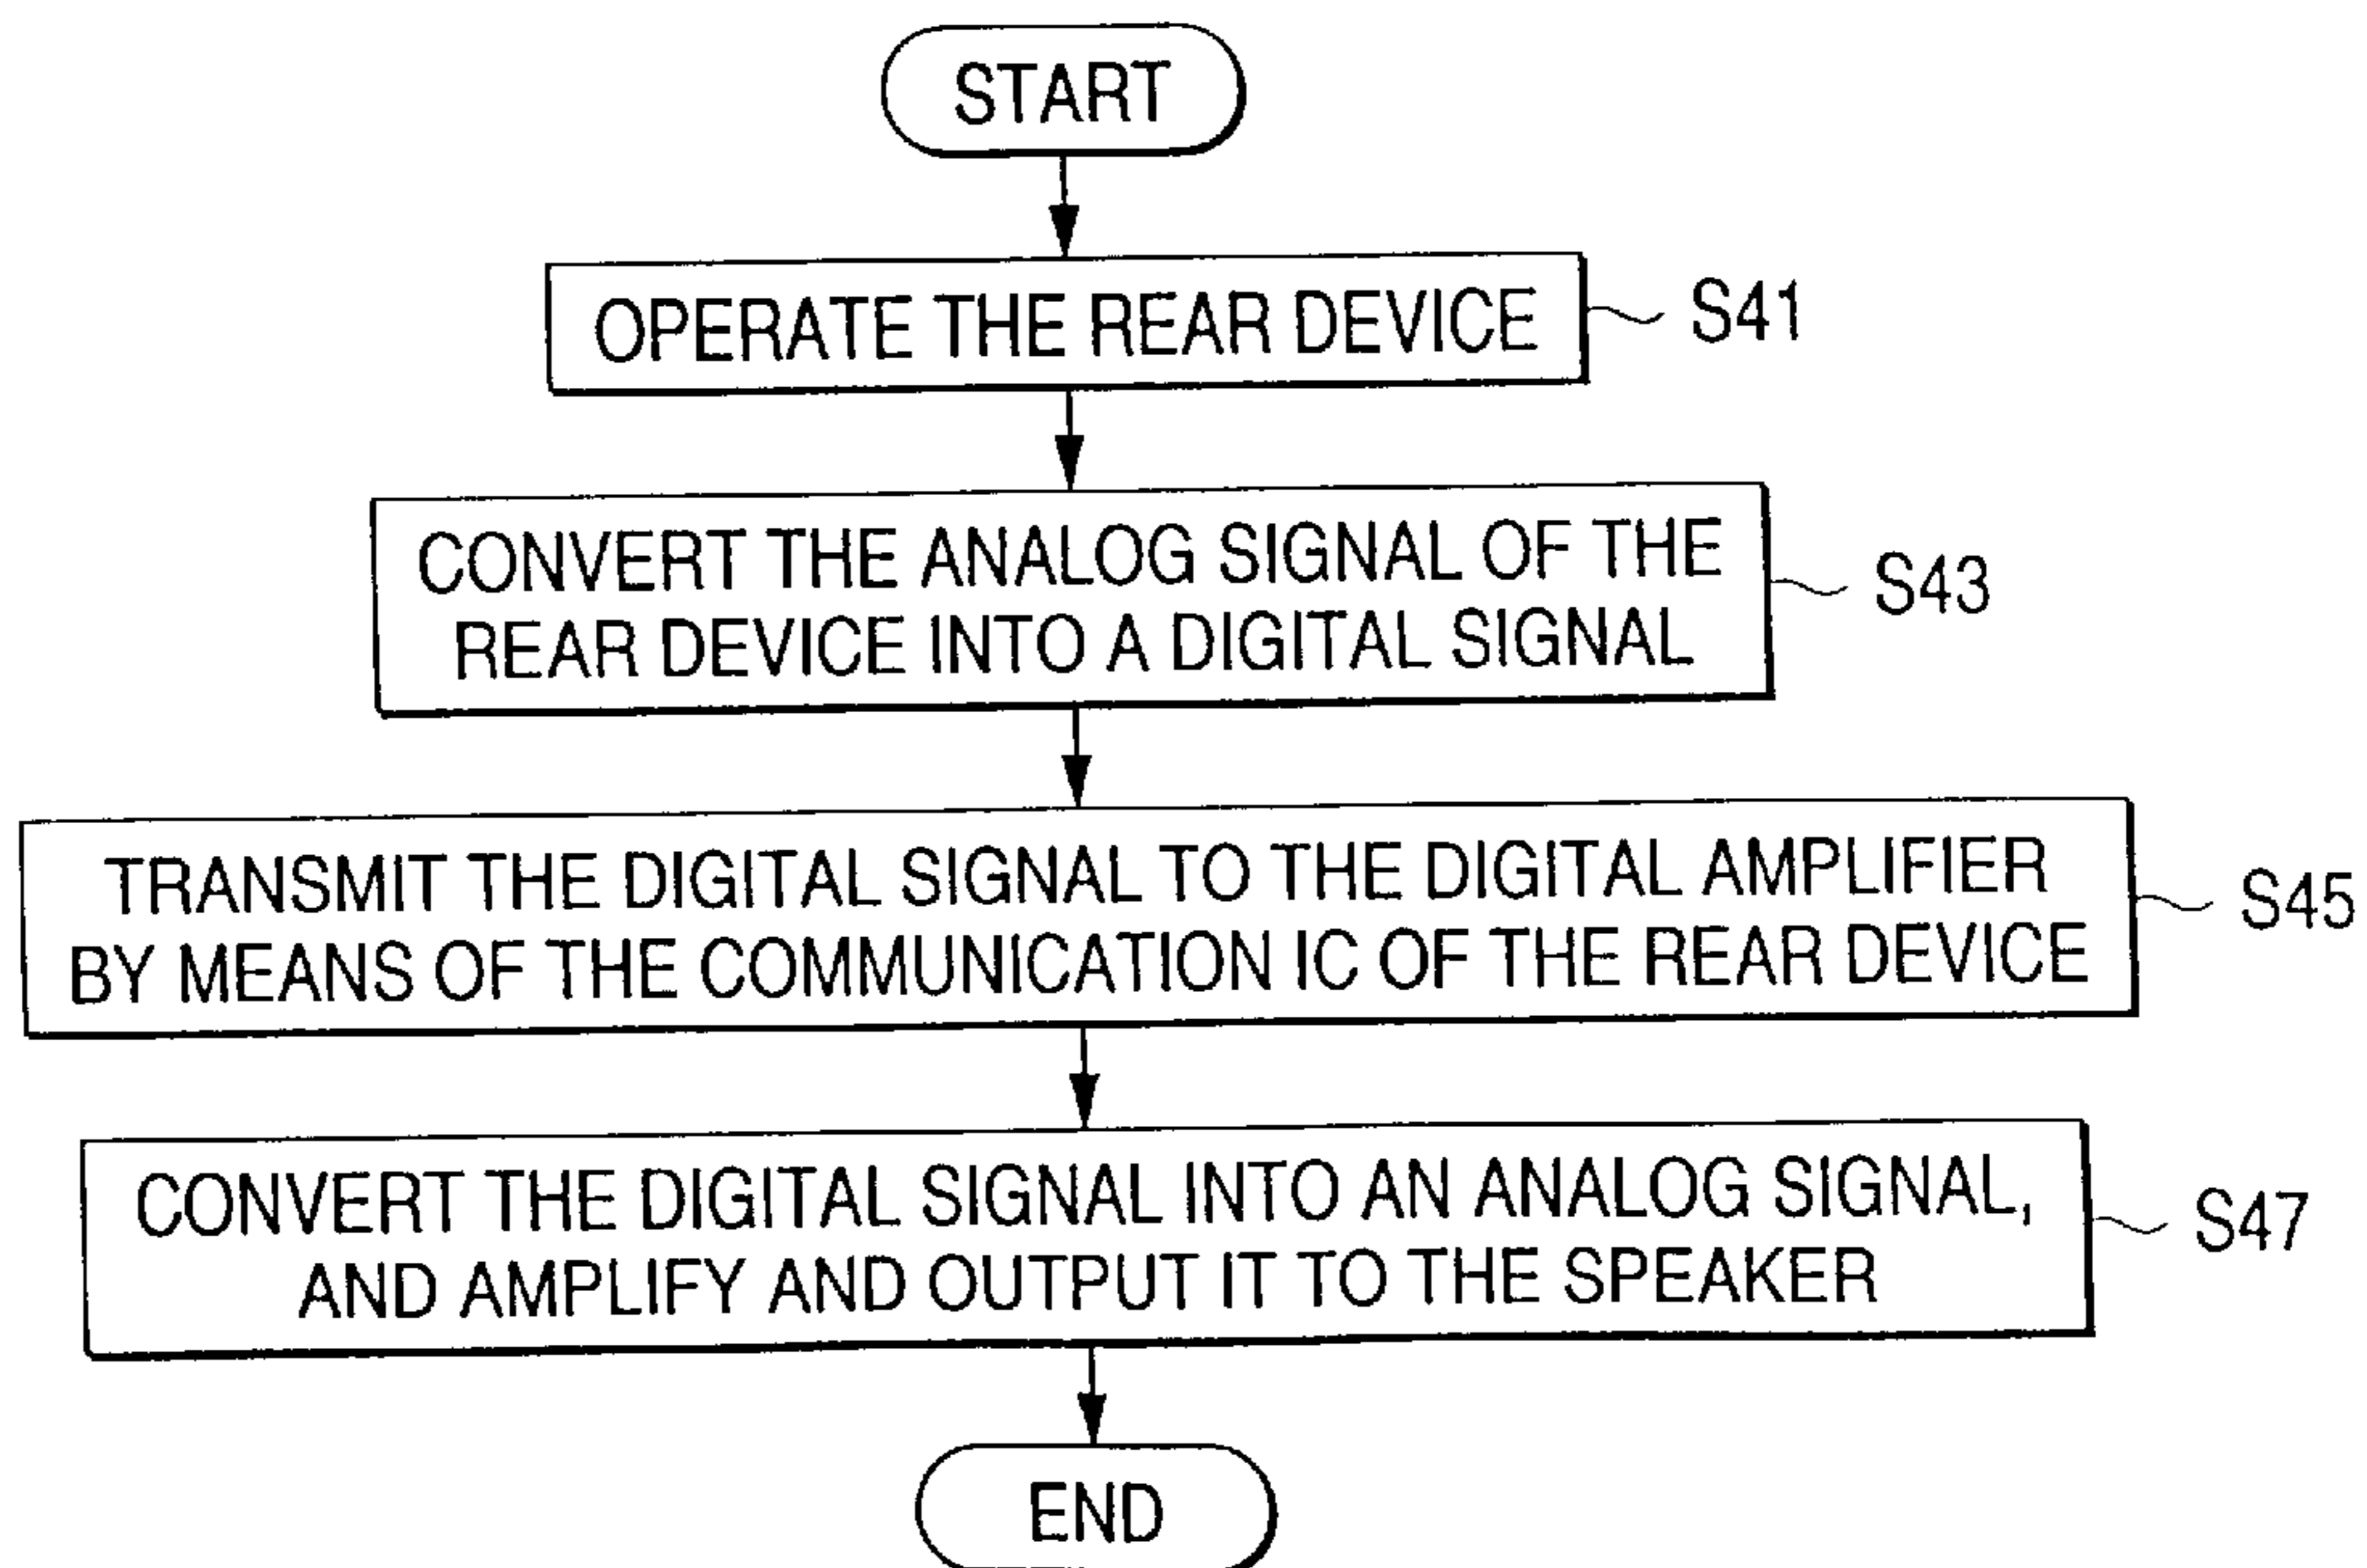 START
OPERATE THE REAR DEVICE
S41
CONVERT THE ANALOG SIGNAL OF THE
REAR DEVICE INTO A DIGITAL SIGNAL
S43
TRANSMIT THE DIGITAL SIGNAL TO THE DIGITAL AMPLIFIER
BY MEANS OF THE COMMUNICATION IC OF THE REAR DEVICE
S45
CONVERT THE DIGITAL SIGNAL INTO AN ANALOG SIGNAL,
AND AMPLIFY AND OUTPUT IT TO THE SPEAKER
S47
END